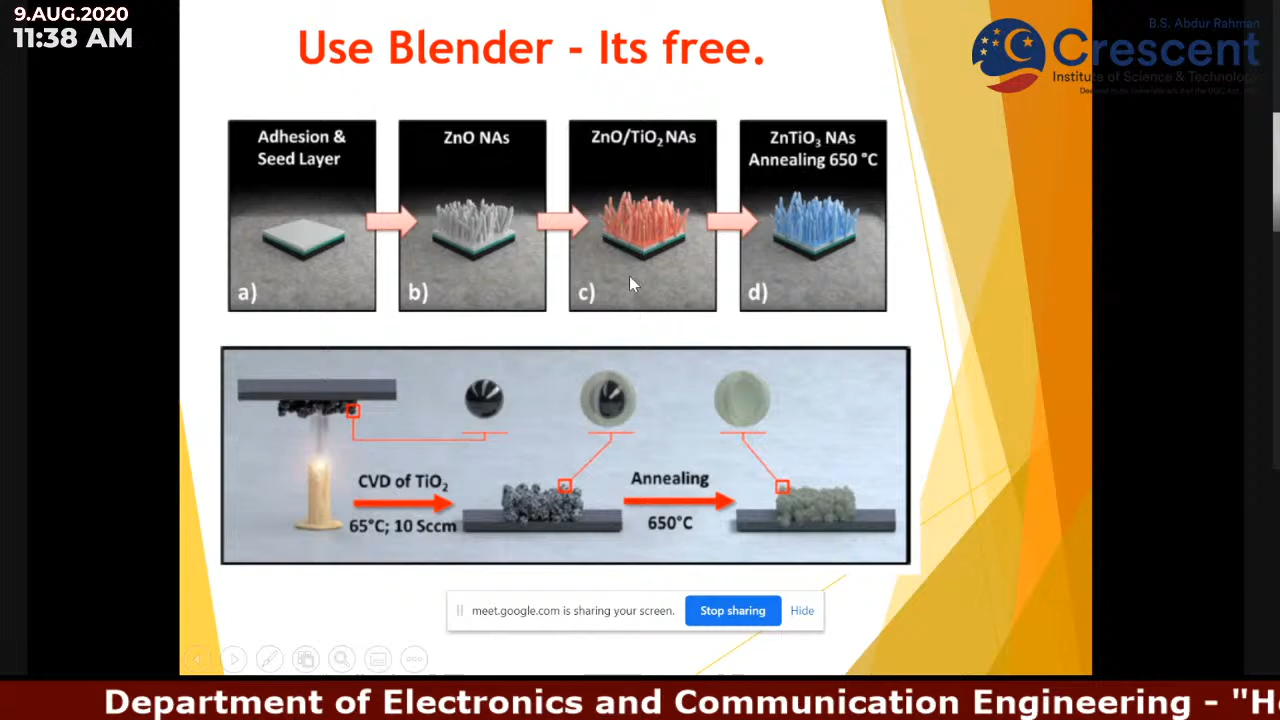 9.AUG.2020
11:38 AM
Use Blender - Its free.
B.S. Abdur Rahman
Crescent
Institute of Science & Technology
Adhesion &
Seed Layer
a)
ZnO NAs
b)
ZnO/TiO₂ NAs
c)
ZnTiO₃ NAs
Annealing 650 °C
d)
CVD of TiO₂
65°C; 10 Sccm
Annealing
650°C
meet.google.com is sharing your screen.
Stop sharing
Hide
Department of Electronics and Communication Engineering - "H